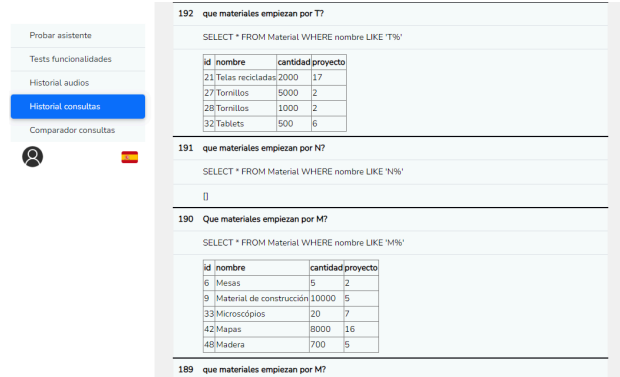 Probar asistente
Tests funcionalidades
Historial audios
Historial consultas
Comparador consultas
192 que materiales empiezan por T?
SELECT * FROM Material WHERE nombre LIKE 'T%'
id nombre cantidad proyecto
21 Telas recicladas 2000 17
27 Tornillos 5000 2
28 Tornillos 1000 2
32 Tablets 500 6
191 que materiales empiezan por N?
SELECT * FROM Material WHERE nombre LIKE 'N%'
[]
190 Que materiales empiezan por M?
SELECT * FROM Material WHERE nombre LIKE 'M%'
id nombre cantidad proyecto
6 Mesas 5 2
9 Material de construcción 10000 5
33 Microscópios 20 7
42 Mapas 8000 16
48 Madera 700 5
189 que materiales empiezan por M?